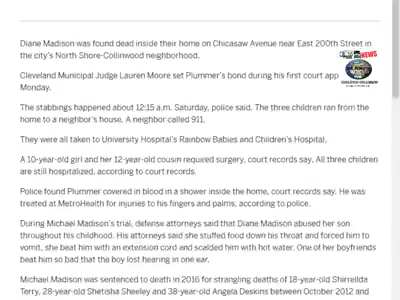 Diane Madison was found dead inside their home on Chicasaw Avenue near East 200th Street in
the city's North Shore-Collinwood neighborhood.
Cleveland Municipal Judge Lauren Moore set Plummer's bond during his first court app
Monday.
NEWS
The stabbings happened about 12:15 a.m. Saturday, police said. The three children ran from the
home to a neighbor's house. A neighbor called 911.
They were all taken to University Hospital's Rainbow Babies and Children's Hospital.
A 10-year-old girl and her 12-year-old cousin required surgery, court records say. All three children
are still hospitalized, according to court records.
Police found Plummer covered in blood in a shower inside the home, court records say. He was
treated at MetroHealth for injuries to his fingers and palms, according to police.
During Michael Madison's trial, defense attorneys said that Diane Madison abused her son
throughout his childhood. His attorneys said she stuffed food down his throat and forced him to
vomit, she beat him with an extension cord and scalded him with hot water. One of her boyfriends
beat him so bad that the boy lost hearing in one ear.
Michael Madison was sentenced to death in 2016 for strangling deaths of 18-year-old Shirrellda
Terry, 28-year-old Shetisha Sheeley and 38-year-old Angela Deskins between October 2012 and